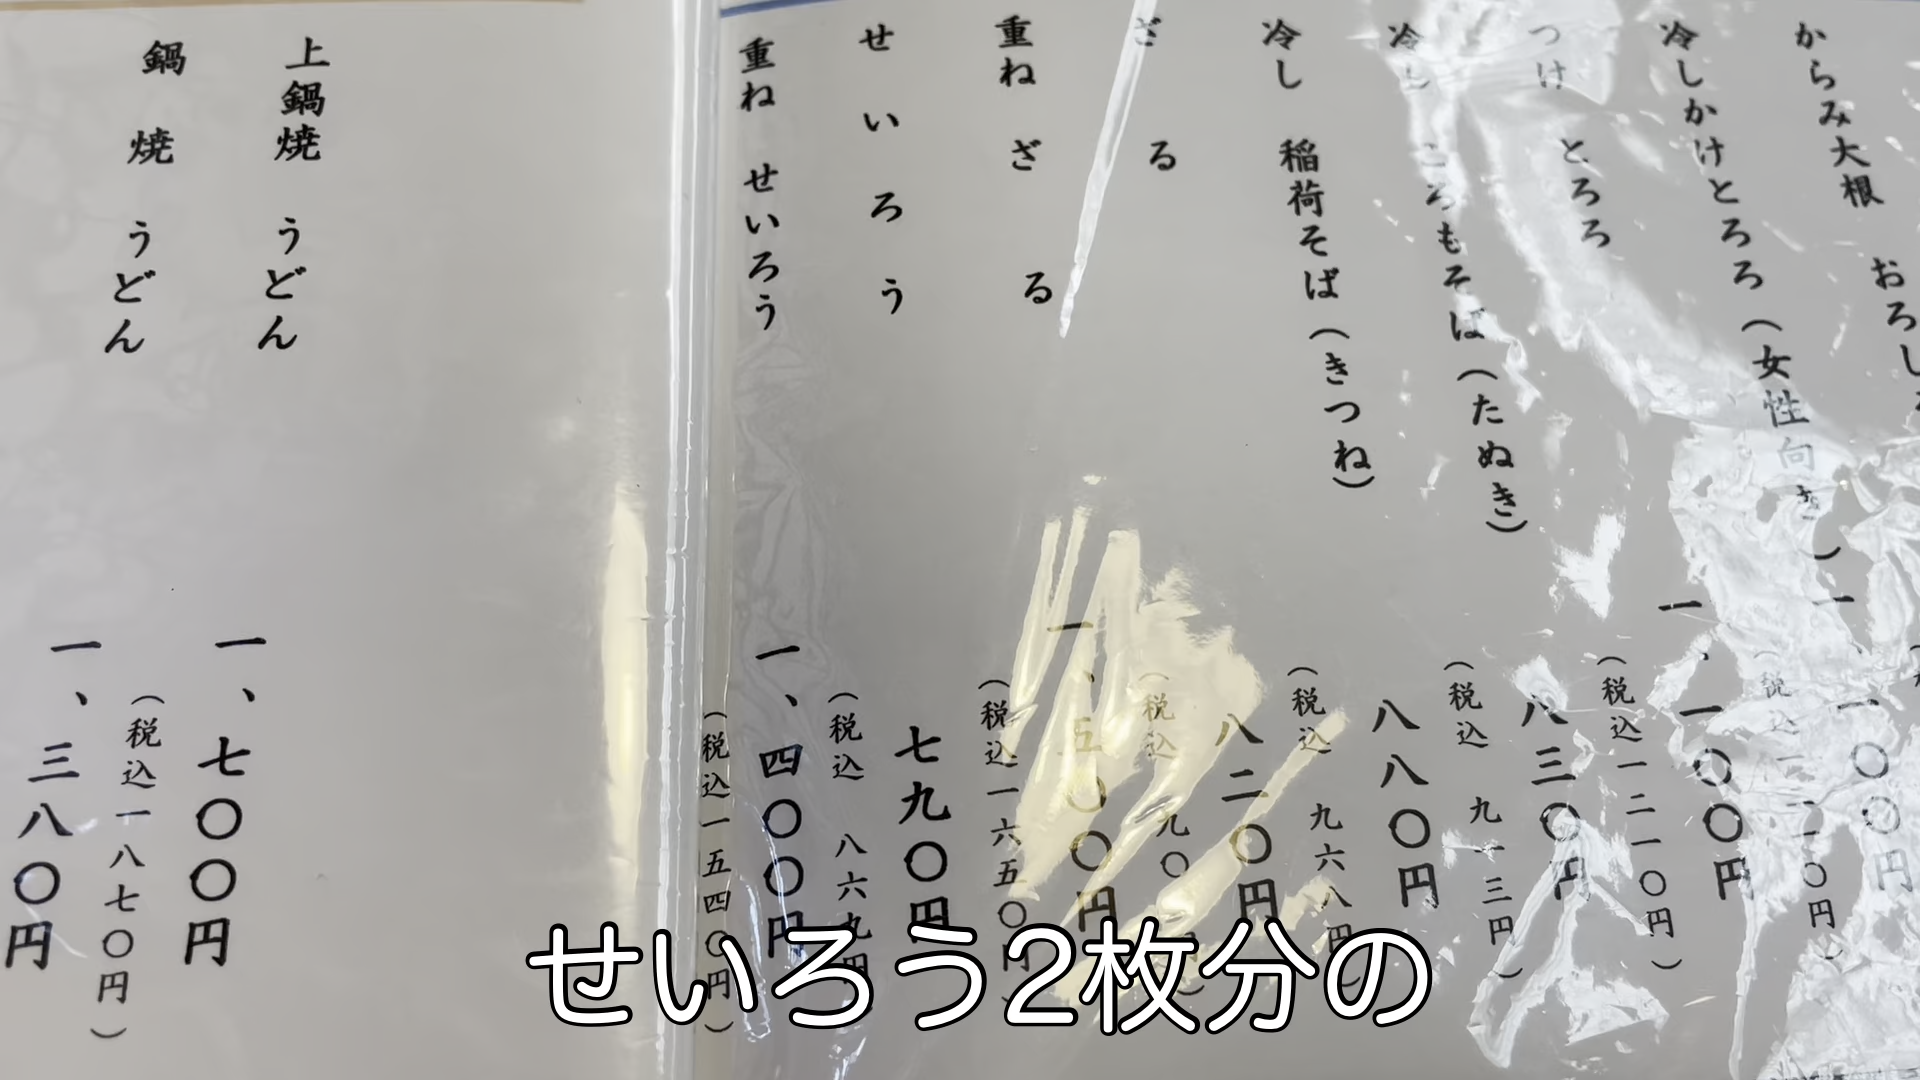 からみ大根 おろし
一、一〇〇円
冷しかけとろろ（女性向き）
一、一〇〇円
（税込一二一〇円）
つけ とろろ
八三〇円
（税込 九一三円）
冷し ころもそば（たぬき）
八八〇円
（税込 九六八円）
冷し 稲荷そば（きつね）
八二〇円
ざる
一、五〇〇円
（税込一六五〇円）
重ね ざる
七九〇円
（税込 八六九円）
せいろう
一、四〇〇円
（税込一五四〇円）
重ね せいろう
上鍋焼 うどん
一、七〇〇円
（税込一八七〇円）
鍋焼 うどん
一、三八〇円
せいろう2枚分の